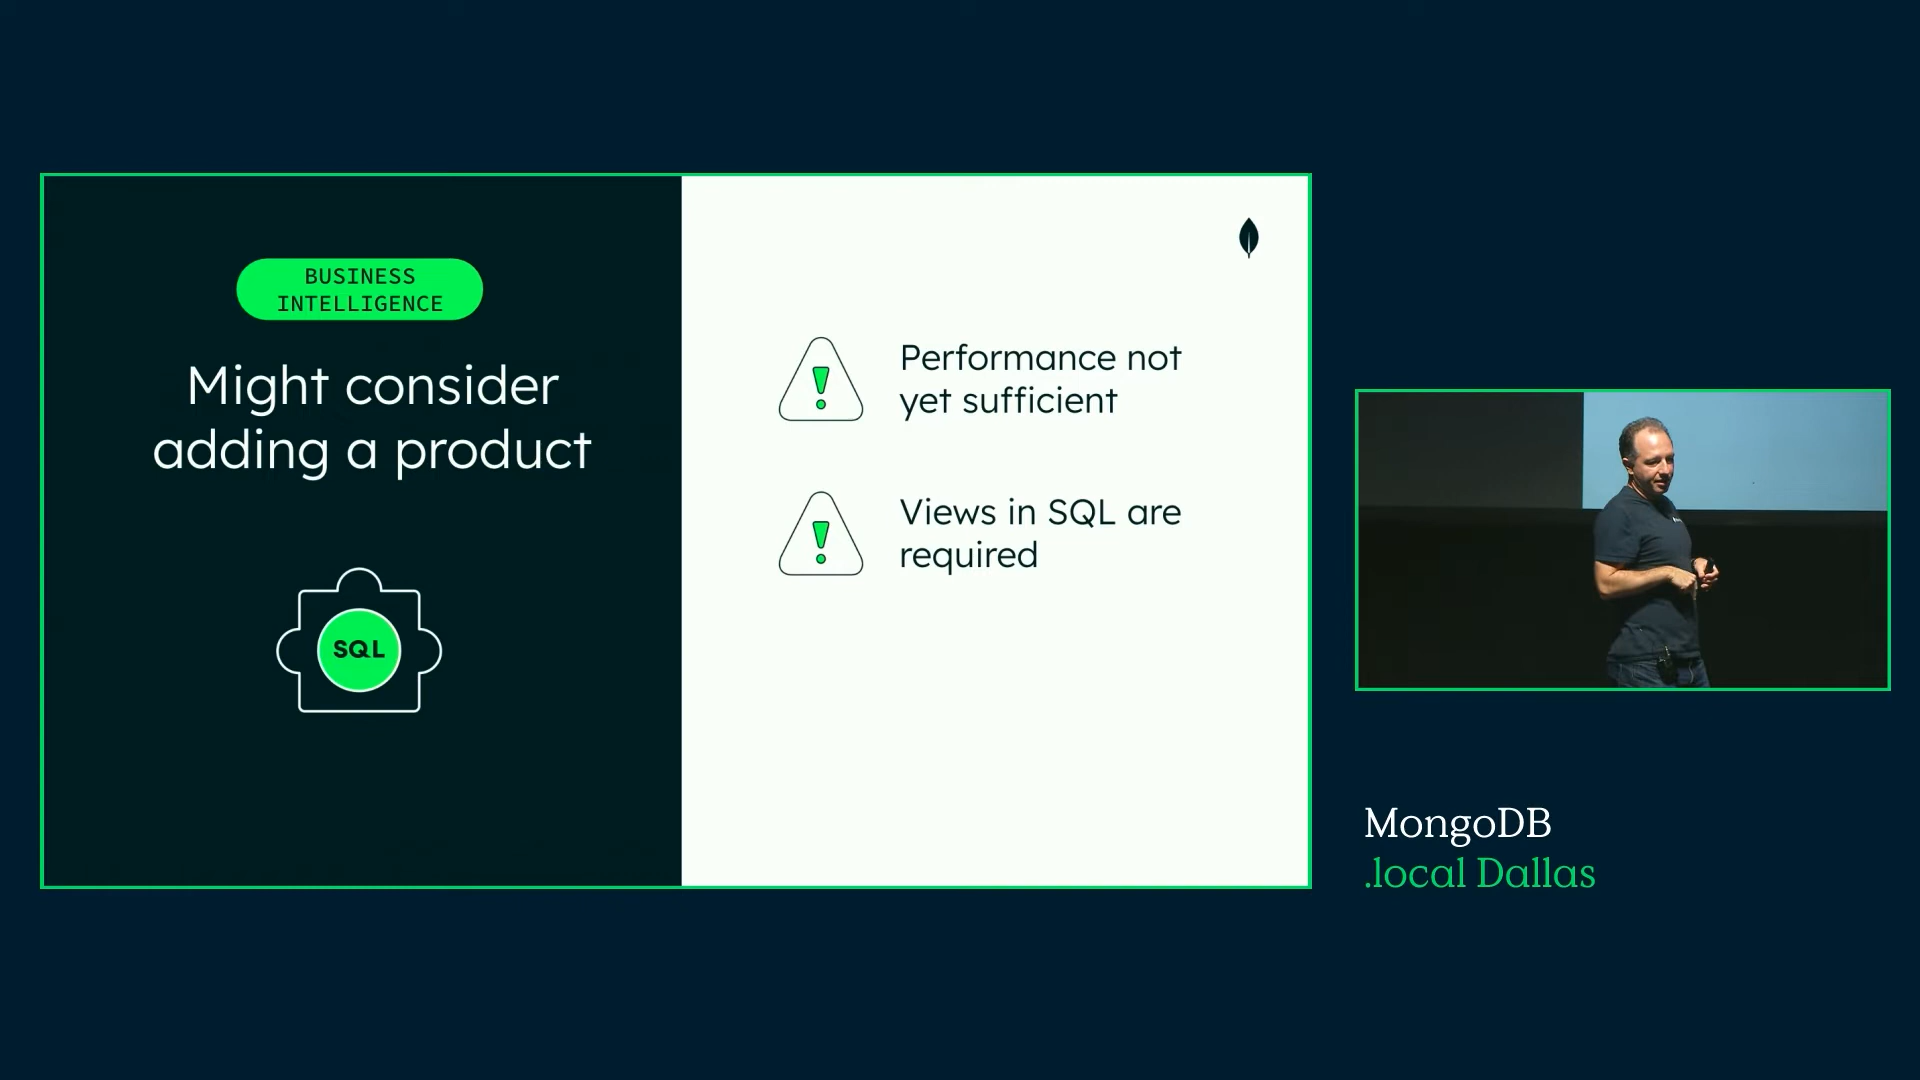 BUSINESS
INTELLIGENCE
Might consider
adding a product
SQL
Performance not
yet sufficient
Views in SQL are
required
MongoDB
.local Dallas